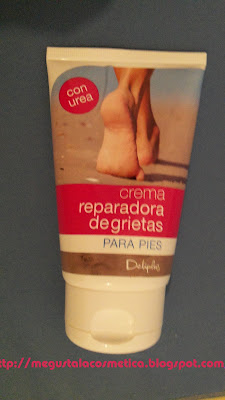 con
urea
crema
reparadora
de grietas
PARA PIES
Deliplus
http://megustalacosmetica.blogspot.com